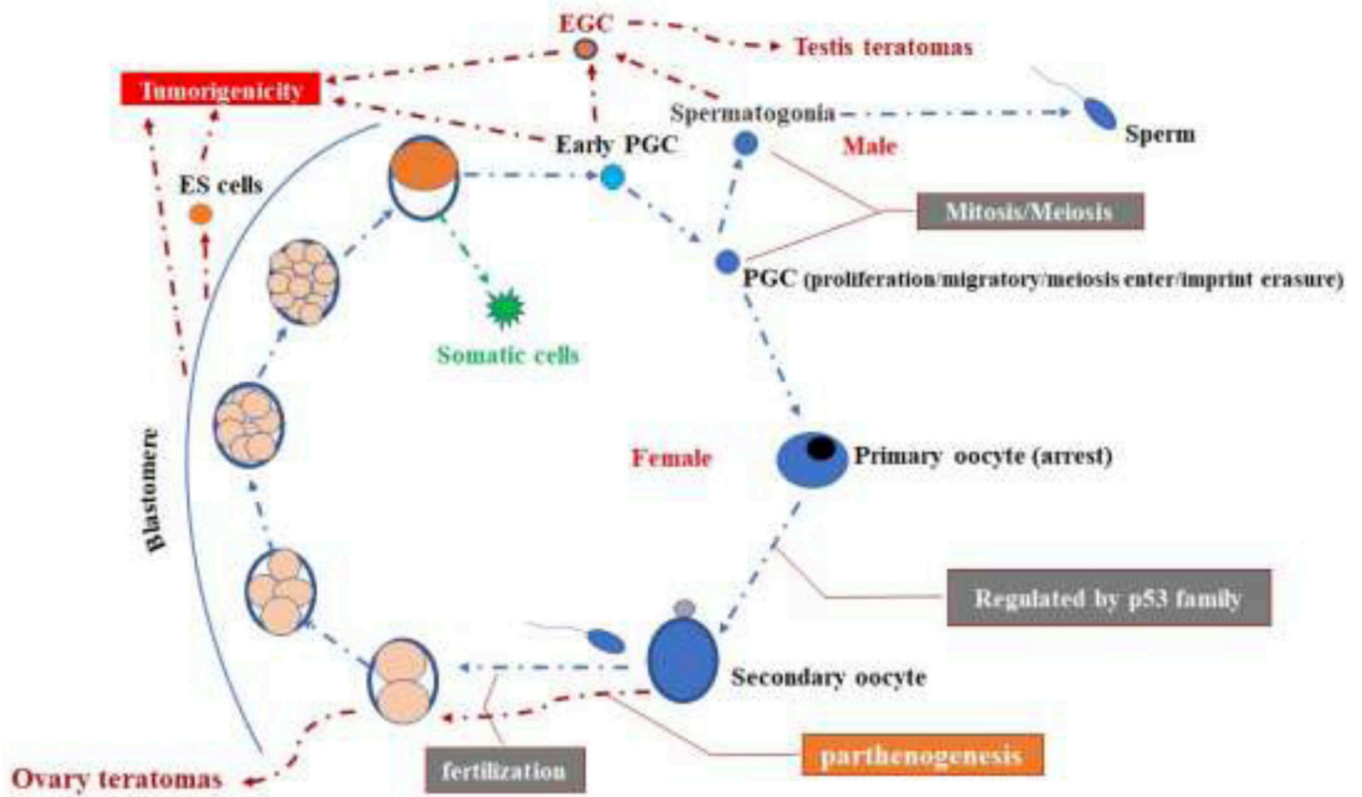 EGC
Testis teratomas
Tumorigenicity
Spermatogonia
Sperm
Early PGC
Male
ES cells
Mitosis/Meiosis
PGC (proliferation/migratory/meiosis enter/imprint erasure)
Somatic cells
Blastomere
Female
Primary oocyte (arrest)
Regulated by p53 family
Secondary oocyte
parthenogenesis
fertilization
Ovary teratomas